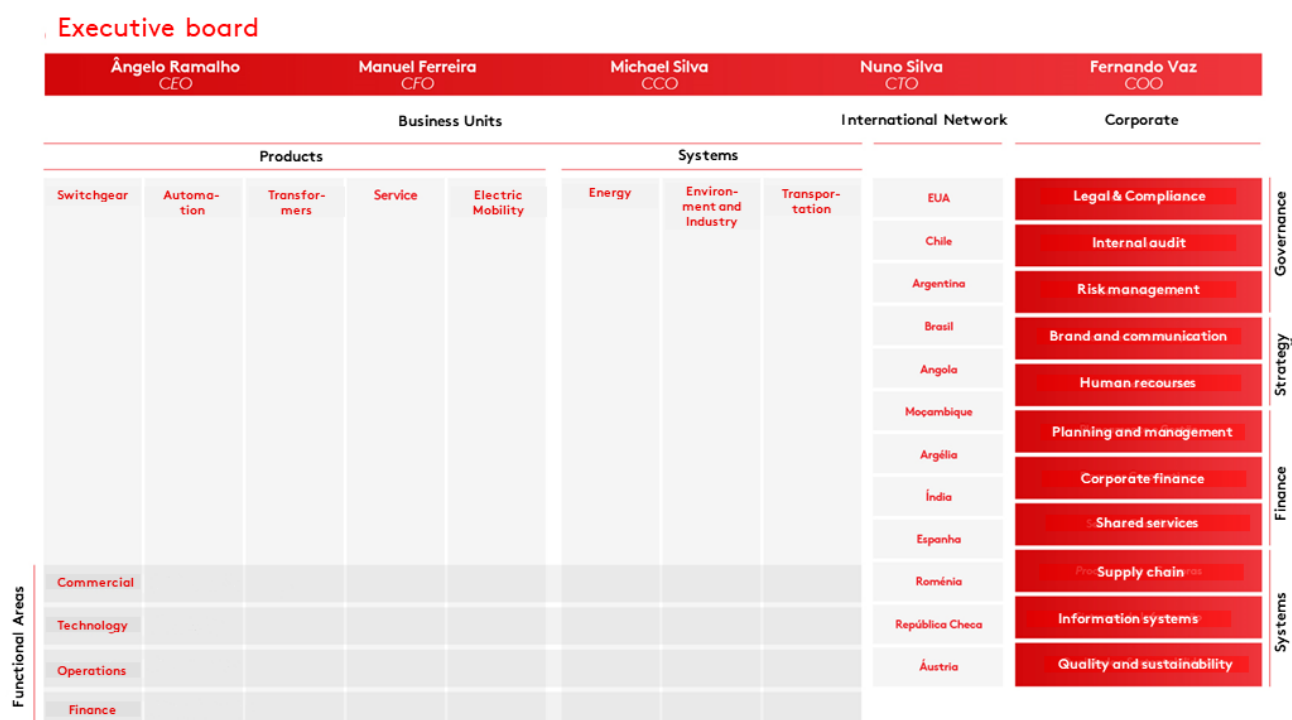 Executive board
Ângelo Ramalho
CEO
Manuel Ferreira
CFO
Michael Silva
CCO
Nuno Silva
CTO
Fernando Vaz
COO
Business Units
International Network
Corporate
Products
Systems
Switchgear
Automa-
tion
Transfor-
mers
Service
Electric
Mobility
Energy
Environ-
ment and
Industry
Transpor-
tation
EUA
Chile
Argentina
Brasil
Angola
Moçambique
Argélia
Índia
Espanha
Roménia
República Checa
Áustria
Legal & Compliance
Internal audit
Risk management
Brand and communication
Human recourses
Planning and management
Corporate finance
Shared services
Supply chain
Information systems
Quality and sustainability
Governance
Strategy
Finance
Systems
Functional Areas
Commercial
Technology
Operations
Finance